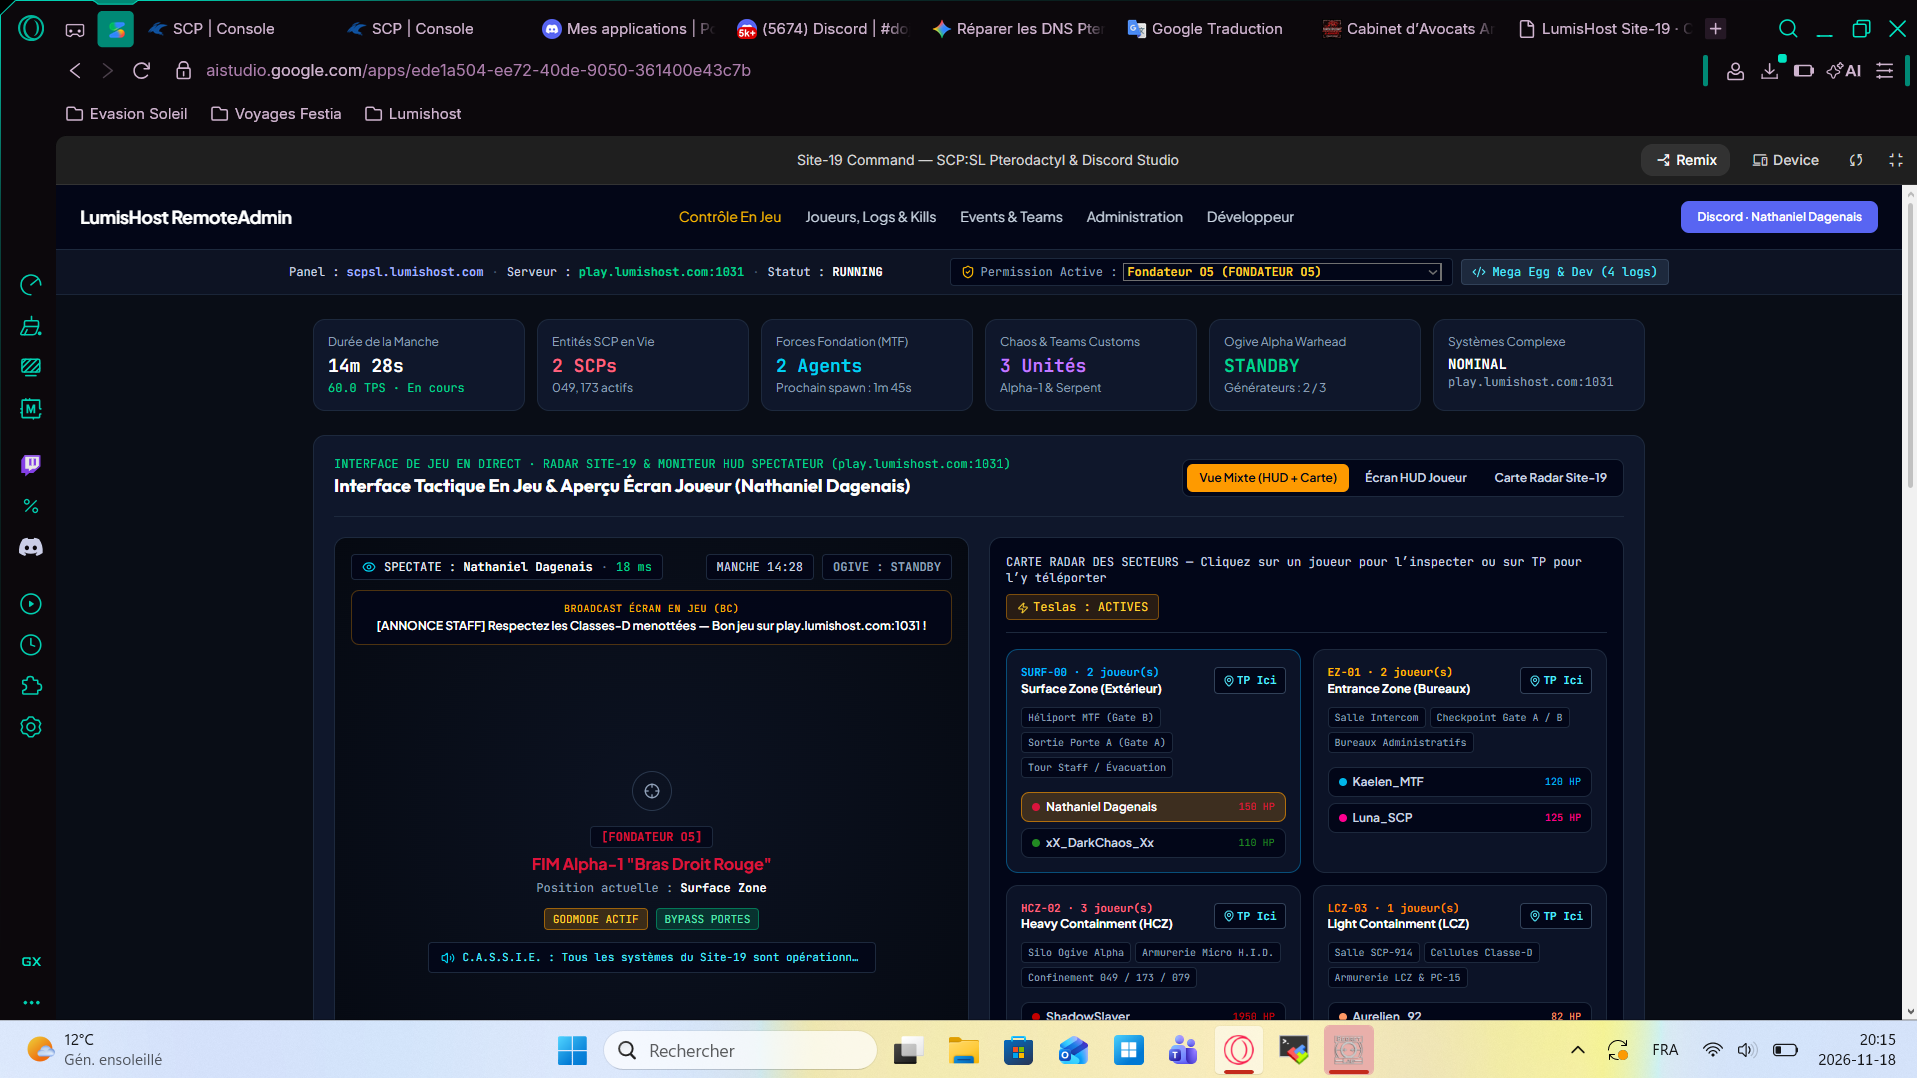 SCP | Console
SCP | Console
Mes applications | Po
(5674) Discord | #do
Réparer les DNS Pter
Google Traduction
Cabinet d'Avocats Ar
LumisHost Site-19 · C
aistudio.google.com/apps/ede1a504-ee72-40de-9050-361400e43c7b
AI
Evasion Soleil
Voyages Festia
Lumishost
Site-19 Command — SCP:SL Pterodactyl & Discord Studio
Remix
Device
LumisHost RemoteAdmin
Contrôle En Jeu
Joueurs, Logs & Kills
Events & Teams
Administration
Développeur
Discord · Nathaniel Dagenais
Panel : scpsl.lumishost.com · Serveur : play.lumishost.com:1031 · Statut : RUNNING
Permission Active : Fondateur O5 (FONDATEUR O5)
</> Mega Egg & Dev (4 logs)
Durée de la Manche
14m 28s
60.0 TPS · En cours
Entités SCP en Vie
2 SCPs
049, 173 actifs
Forces Fondation (MTF)
2 Agents
Prochain spawn : 1m 45s
Chaos & Teams Customs
3 Unités
Alpha-1 & Serpent
Ogive Alpha Warhead
STANDBY
Générateurs : 2 / 3
Systèmes Complexe
NOMINAL
play.lumishost.com:1031
INTERFACE DE JEU EN DIRECT · RADAR SITE-19 & MONITEUR HUD SPECTATEUR (play.lumishost.com:1031)
Interface Tactique En Jeu & Aperçu Écran Joueur (Nathaniel Dagenais)
Vue Mixte (HUD + Carte)
Écran HUD Joueur
Carte Radar Site-19
SPECTATE : Nathaniel Dagenais · 18 ms
MANCHE 14:28
OGIVE : STANDBY
BROADCAST ÉCRAN EN JEU (BC)
[ANNONCE STAFF] Respectez les Classes-D menottées — Bon jeu sur play.lumishost.com:1031 !
[FONDATEUR O5]
FIM Alpha-1 "Bras Droit Rouge"
Position actuelle : Surface Zone
GODMODE ACTIF
BYPASS PORTES
C.A.S.S.I.E. : Tous les systèmes du Site-19 sont opérationn…
CARTE RADAR DES SECTEURS — Cliquez sur un joueur pour l'inspecter ou sur TP pour
l'y téléporter
Teslas : ACTIVES
SURF-00 · 2 joueur(s)
Surface Zone (Extérieur)
TP Ici
Héliport MTF (Gate B)
Sortie Porte A (Gate A)
Tour Staff / Évacuation
Nathaniel Dagenais
150 HP
xX_DarkChaos_Xx
110 HP
EZ-01 · 2 joueur(s)
Entrance Zone (Bureaux)
TP Ici
Salle Intercom
Checkpoint Gate A / B
Bureaux Administratifs
Kaelen_MTF
120 HP
Luna_SCP
125 HP
HCZ-02 · 3 joueur(s)
Heavy Containment (HCZ)
TP Ici
Silo Ogive Alpha
Armurerie Micro H.I.D.
Confinement 049 / 173 / 079
ShadowSlayer
1950 HP
LCZ-03 · 1 joueur(s)
Light Containment (LCZ)
TP Ici
Salle SCP-914
Cellules Classe-D
Armurerie LCZ & PC-15
Aurelien_92
82 HP
GX
12°C
Gén. ensoleillé
Rechercher
FRA
20:15
2026-11-18